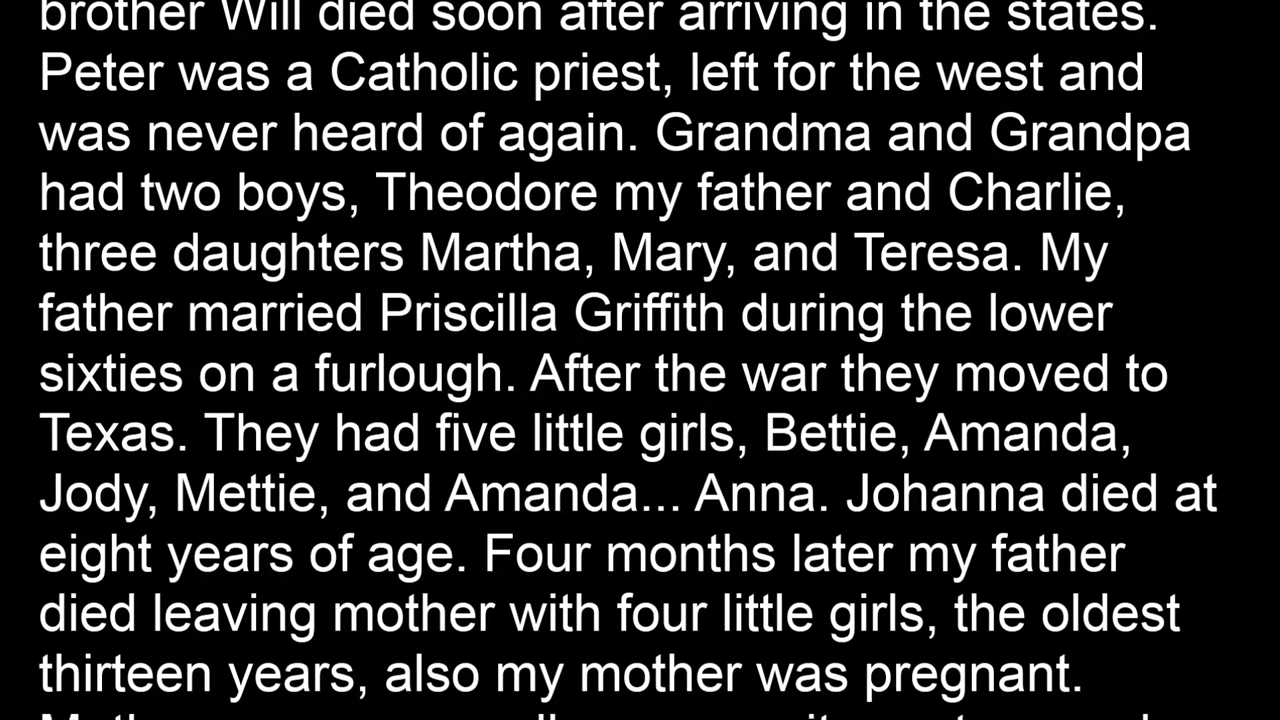 brother Will died soon after arriving in the states.
Peter was a Catholic priest, left for the west and
was never heard of again. Grandma and Grandpa
had two boys, Theodore my father and Charlie,
three daughters Martha, Mary, and Teresa. My
father married Priscilla Griffith during the lower
sixties on a furlough. After the war they moved to
Texas. They had five little girls, Bettie, Amanda,
Jody, Mettie, and Amanda... Anna. Johanna died at
eight years of age. Four months later my father
died leaving mother with four little girls, the oldest
thirteen years, also my mother was pregnant.